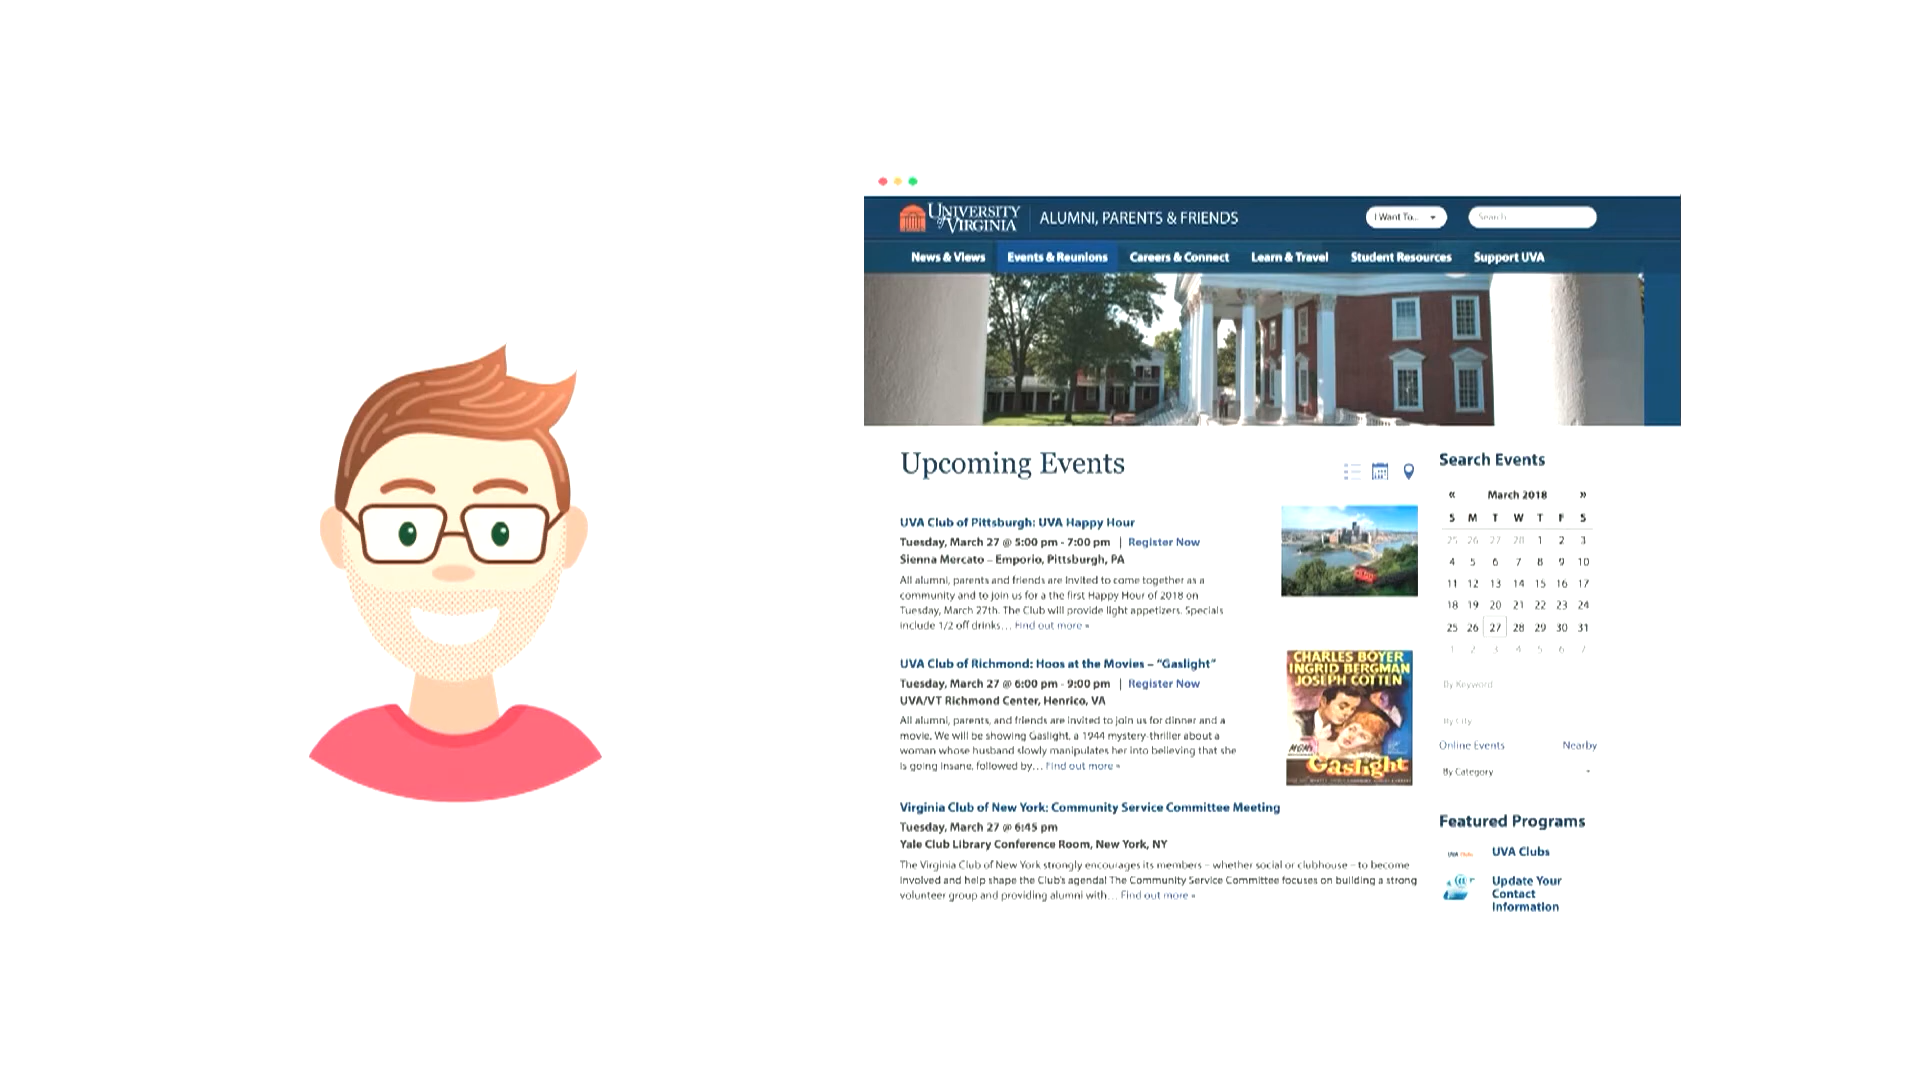 UNIVERSITY
of VIRGINIA
ALUMNI, PARENTS & FRIENDS
I Want To...
Search
News & Views
Events & Reunions
Careers & Connect
Learn & Travel
Student Resources
Support UVA
Upcoming Events
UVA Club of Pittsburgh: UVA Happy Hour
Tuesday, March 27 @ 5:00 pm - 7:00 pm | Register Now
Sienna Mercato – Emporio, Pittsburgh, PA
All alumni, parents and friends are invited to come together as a
community and to join us for a the first Happy Hour of 2018 on
Tuesday, March 27th. The Club will provide light appetizers. Specials
include 1/2 off drinks… Find out more »
UVA Club of Richmond: Hoos at the Movies – "Gaslight"
Tuesday, March 27 @ 6:00 pm - 9:00 pm | Register Now
UVA/VT Richmond Center, Henrico, VA
All alumni, parents, and friends are invited to join us for dinner and a
movie. We will be showing Gaslight, a 1944 mystery-thriller about a
woman whose husband slowly manipulates her into believing that she
is going insane, followed by… Find out more »
CHARLES BOYER
INGRID BERGMAN
JOSEPH COTTEN
Gaslight
Virginia Club of New York: Community Service Committee Meeting
Tuesday, March 27 @ 6:45 pm
Yale Club Library Conference Room, New York, NY
The Virginia Club of New York strongly encourages its members – whether social or clubhouse – to become
involved and help shape the Club's agenda! The Community Service Committee focuses on building a strong
volunteer group and providing alumni with… Find out more »
Search Events
« March 2018 »
S M T W T F S
25 26 27 28 1 2 3
4 5 6 7 8 9 10
11 12 13 14 15 16 17
18 19 20 21 22 23 24
25 26 27 28 29 30 31
1 2 3 4 5 6 7
By Keyword
By City
Online Events
Nearby
By Category
Featured Programs
UVA Clubs
Update Your
Contact
Information